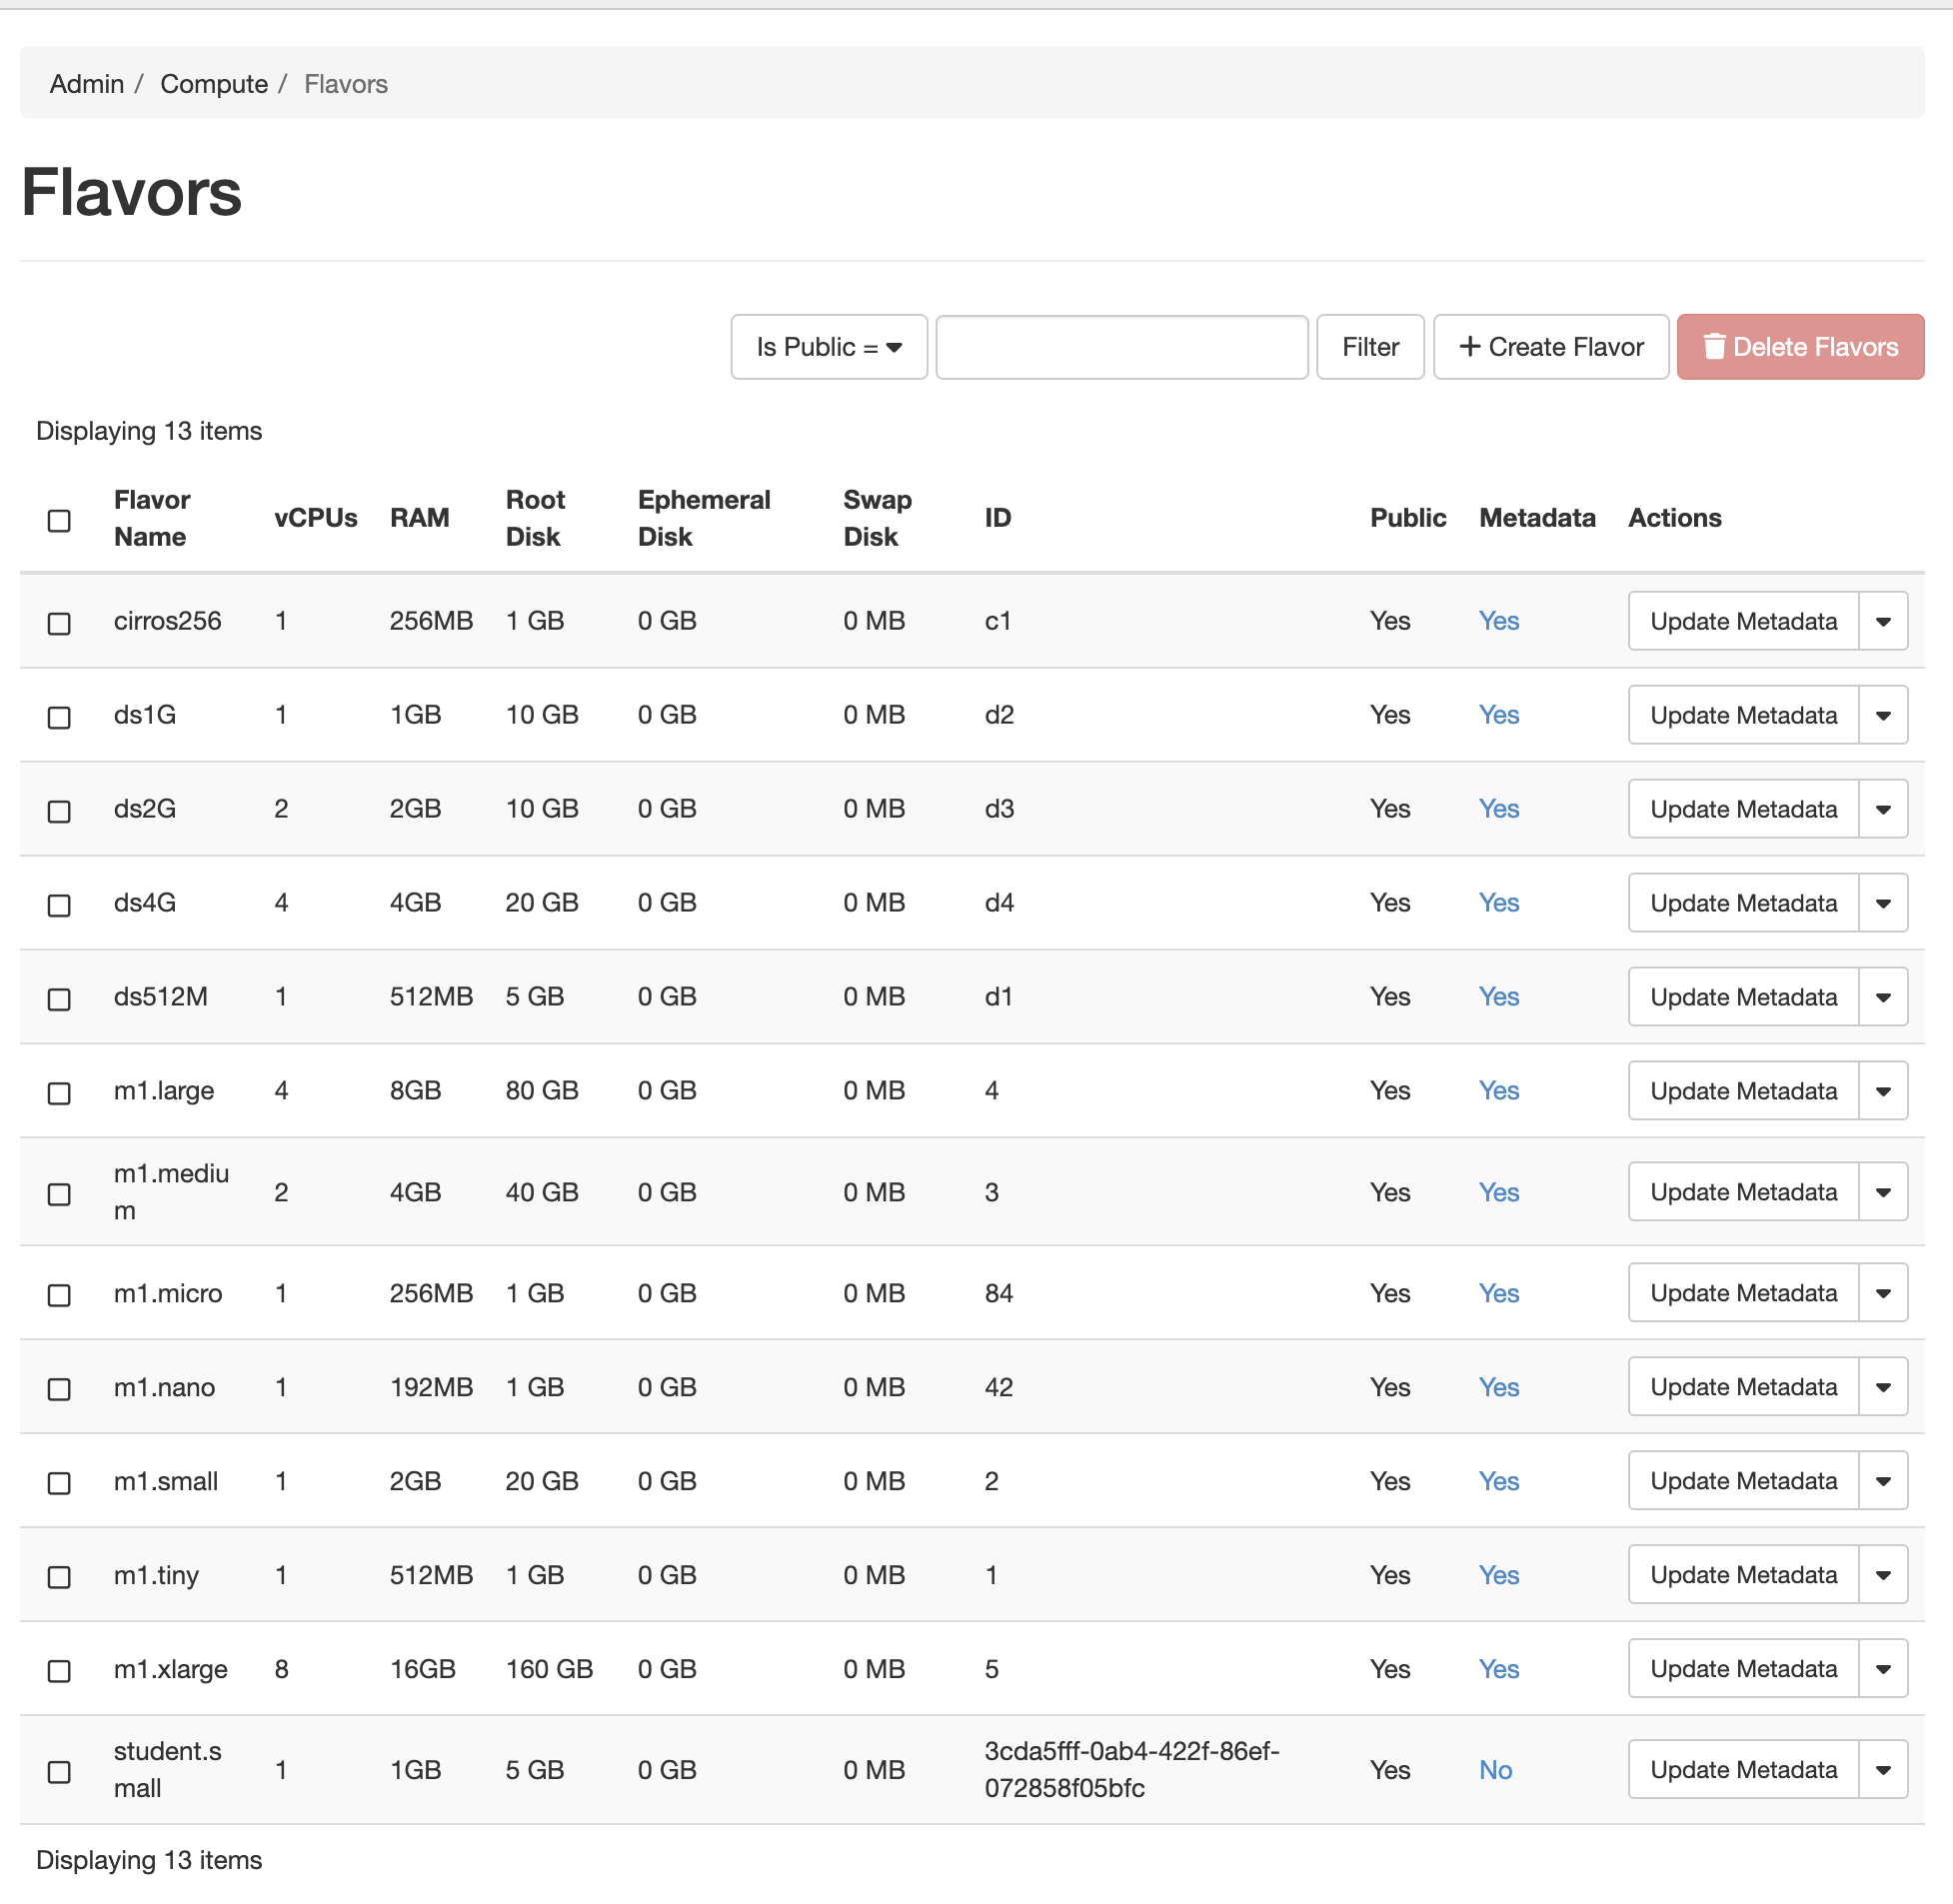 Admin / Compute / Flavors
Flavors
Is Public = Filter Create Flavor Delete Flavors
Displaying 13 items
Flavor Name vCPUs RAM Root Disk Ephemeral Disk Swap Disk ID Public Metadata Actions
cirros256 1 256MB 1 GB 0 GB 0 MB c1 Yes Yes Update Metadata
ds1G 1 1GB 10 GB 0 GB 0 MB d2 Yes Yes Update Metadata
ds2G 2 2GB 10 GB 0 GB 0 MB d3 Yes Yes Update Metadata
ds4G 4 4GB 20 GB 0 GB 0 MB d4 Yes Yes Update Metadata
ds512M 1 512MB 5 GB 0 GB 0 MB d1 Yes Yes Update Metadata
m1.large 4 8GB 80 GB 0 GB 0 MB 4 Yes Yes Update Metadata
m1.medium 2 4GB 40 GB 0 GB 0 MB 3 Yes Yes Update Metadata
m1.micro 1 256MB 1 GB 0 GB 0 MB 84 Yes Yes Update Metadata
m1.nano 1 192MB 1 GB 0 GB 0 MB 42 Yes Yes Update Metadata
m1.small 1 2GB 20 GB 0 GB 0 MB 2 Yes Yes Update Metadata
m1.tiny 1 512MB 1 GB 0 GB 0 MB 1 Yes Yes Update Metadata
m1.xlarge 8 16GB 160 GB 0 GB 0 MB 5 Yes Yes Update Metadata
student.small 1 1GB 5 GB 0 GB 0 MB 3cda5fff-0ab4-422f-86ef-072858f05bfc Yes No Update Metadata
Displaying 13 items